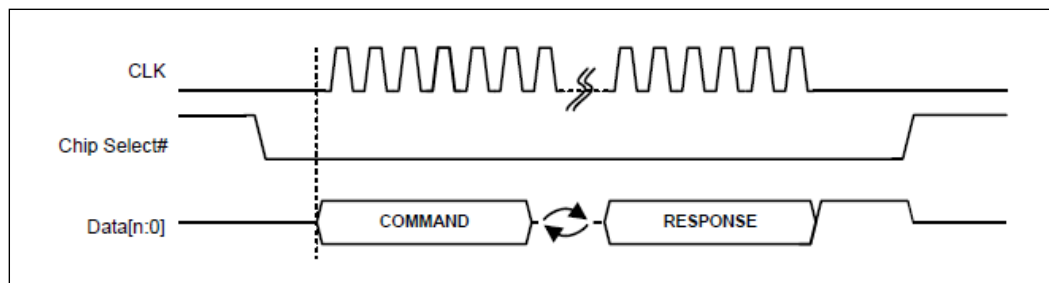 CLK
Chip Select#
Data[n:0]
COMMAND
RESPONSE